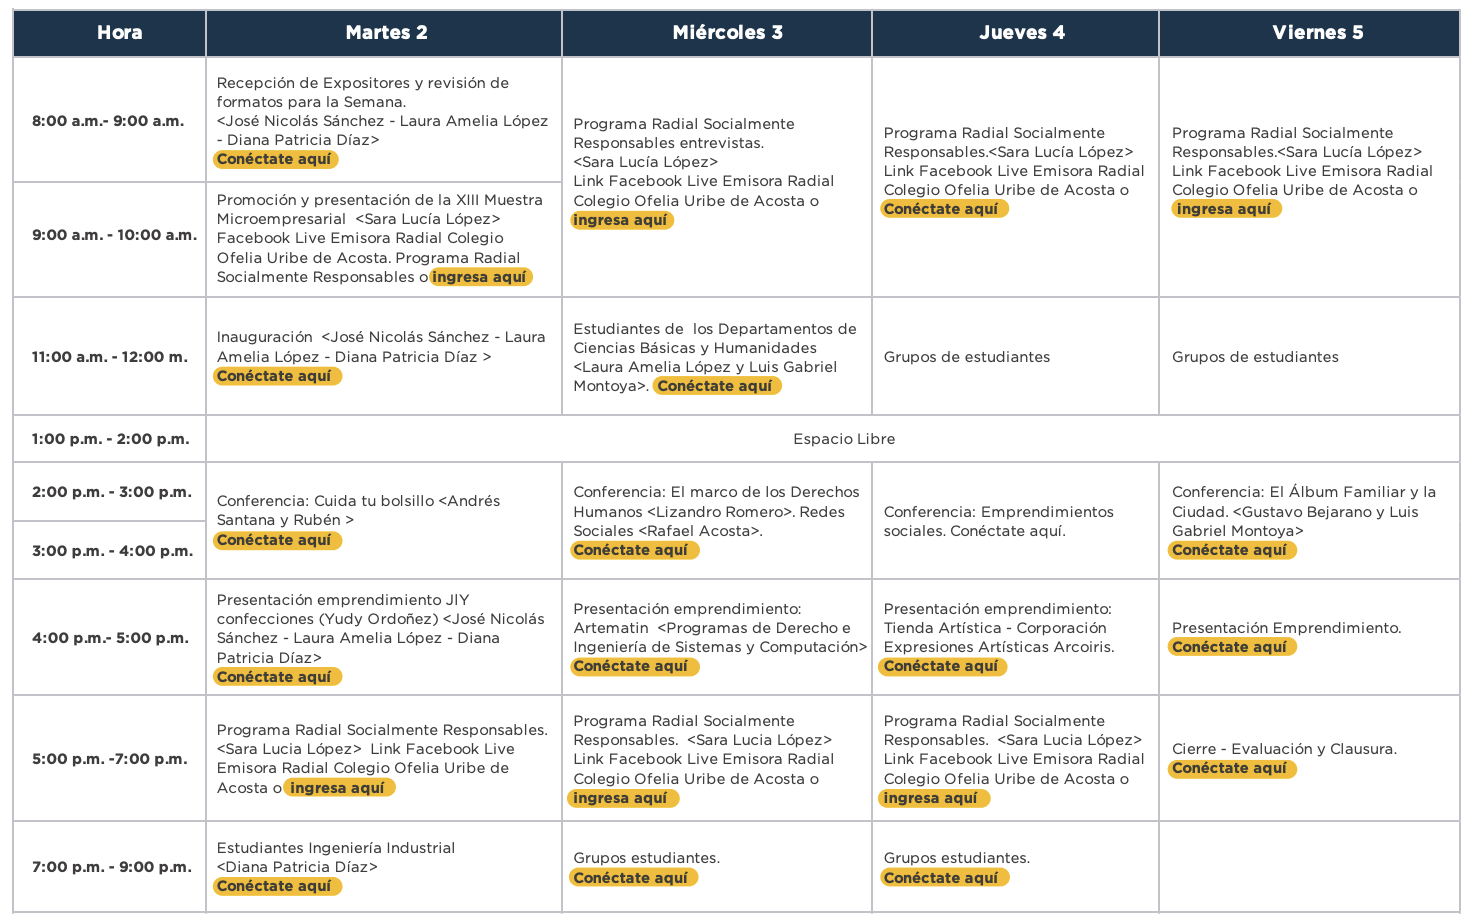 Hora
Martes 2
Miércoles 3
Jueves 4
Viernes 5
8:00 a.m.- 9:00 a.m.
Recepción de Expositores y revisión de
formatos para la Semana.
<José Nicolás Sánchez - Laura Amelia López
- Diana Patricia Díaz>
Conéctate aquí
Programa Radial Socialmente
Responsables entrevistas.
<Sara Lucía López>
Link Facebook Live Emisora Radial
Colegio Ofelia Uribe de Acosta o
ingresa aquí
Programa Radial Socialmente
Responsables.<Sara Lucía López>
Link Facebook Live Emisora Radial
Colegio Ofelia Uribe de Acosta o
Conéctate aquí
Programa Radial Socialmente
Responsables.<Sara Lucía López>
Link Facebook Live Emisora Radial
Colegio Ofelia Uribe de Acosta o
ingresa aquí
9:00 a.m. - 10:00 a.m.
Promoción y presentación de la XIII Muestra
Microempresarial <Sara Lucía López>
Facebook Live Emisora Radial Colegio
Ofelia Uribe de Acosta. Programa Radial
Socialmente Responsables o ingresa aquí
11:00 a.m. - 12:00 m.
Inauguración <José Nicolás Sánchez - Laura
Amelia López - Diana Patricia Díaz >
Conéctate aquí
Estudiantes de los Departamentos de
Ciencias Básicas y Humanidades
<Laura Amelia López y Luis Gabriel
Montoya>. Conéctate aquí
Grupos de estudiantes
Grupos de estudiantes
1:00 p.m. - 2:00 p.m.
Espacio Libre
2:00 p.m. - 3:00 p.m.
3:00 p.m. - 4:00 p.m.
Conferencia: Cuida tu bolsillo <Andrés
Santana y Rubén >
Conéctate aquí
Conferencia: El marco de los Derechos
Humanos <Lizandro Romero>. Redes
Sociales <Rafael Acosta>.
Conéctate aquí
Conferencia: Emprendimientos
sociales. Conéctate aquí.
Conferencia: El Álbum Familiar y la
Ciudad. <Gustavo Bejarano y Luis
Gabriel Montoya>
Conéctate aquí
4:00 p.m.- 5:00 p.m.
Presentación emprendimiento JIY
confecciones (Yudy Ordoñez) <José Nicolás
Sánchez - Laura Amelia López - Diana
Patricia Díaz>
Conéctate aquí
Presentación emprendimiento:
Artematin <Programas de Derecho e
Ingeniería de Sistemas y Computación>
Conéctate aquí
Presentación emprendimiento:
Tienda Artística - Corporación
Expresiones Artísticas Arcoiris.
Conéctate aquí
Presentación Emprendimiento.
Conéctate aquí
5:00 p.m. -7:00 p.m.
Programa Radial Socialmente Responsables.
<Sara Lucia López> Link Facebook Live
Emisora Radial Colegio Ofelia Uribe de
Acosta o ingresa aquí
Programa Radial Socialmente
Responsables. <Sara Lucia López>
Link Facebook Live Emisora Radial
Colegio Ofelia Uribe de Acosta o
ingresa aquí
Programa Radial Socialmente
Responsables. <Sara Lucia López>
Link Facebook Live Emisora Radial
Colegio Ofelia Uribe de Acosta o
ingresa aquí
Cierre - Evaluación y Clausura.
Conéctate aquí
7:00 p.m. - 9:00 p.m.
Estudiantes Ingeniería Industrial
<Diana Patricia Díaz>
Conéctate aquí
Grupos estudiantes.
Conéctate aquí
Grupos estudiantes.
Conéctate aquí